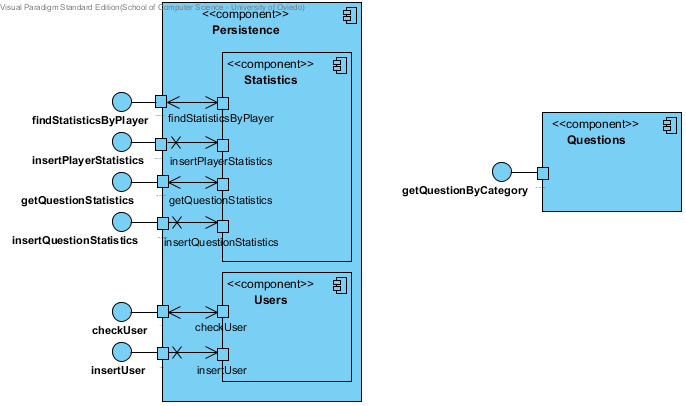 Visual Paradigm Standard Edition(School of Computer Science - University of Oviedo)
<<component>>
Persistence
<<component>>
Statistics
findStatisticsByPlayer
findStatisticsByPlayer
insertPlayerStatistics
insertPlayerStatistics
getQuestionStatistics
getQuestionStatistics
insertQuestionStatistics
insertQuestionStatistics
<<component>>
Users
checkUser
checkUser
insertUser
insertUser
<<component>>
Questions
getQuestionByCategory